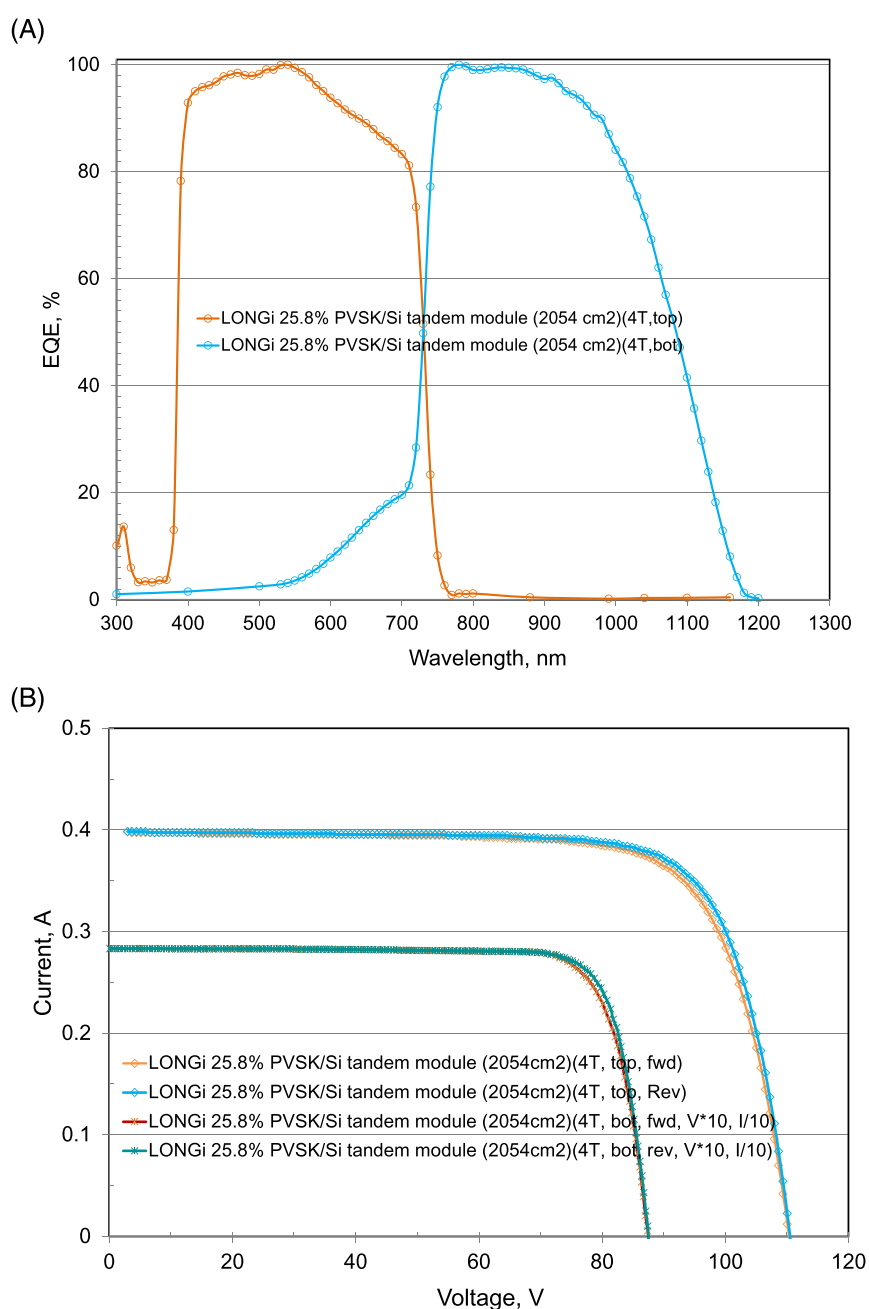 (A)
100
80
60
40
20
0
EQE, %
LONGi 25.8% PVSK/Si tandem module (2054 cm2)(4T,top)
LONGi 25.8% PVSK/Si tandem module (2054 cm2)(4T,bot)
300 400 500 600 700 800 900 1000 1100 1200 1300
Wavelength, nm
(B)
0.5
0.4
0.3
0.2
0.1
0
Current, A
LONGi 25.8% PVSK/Si tandem module (2054cm2)(4T, top, fwd)
LONGi 25.8% PVSK/Si tandem module (2054cm2)(4T, top, Rev)
LONGi 25.8% PVSK/Si tandem module (2054cm2)(4T, bot, fwd, V*10, I/10)
LONGi 25.8% PVSK/Si tandem module (2054cm2)(4T, bot, rev, V*10, I/10)
0 20 40 60 80 100 120
Voltage, V